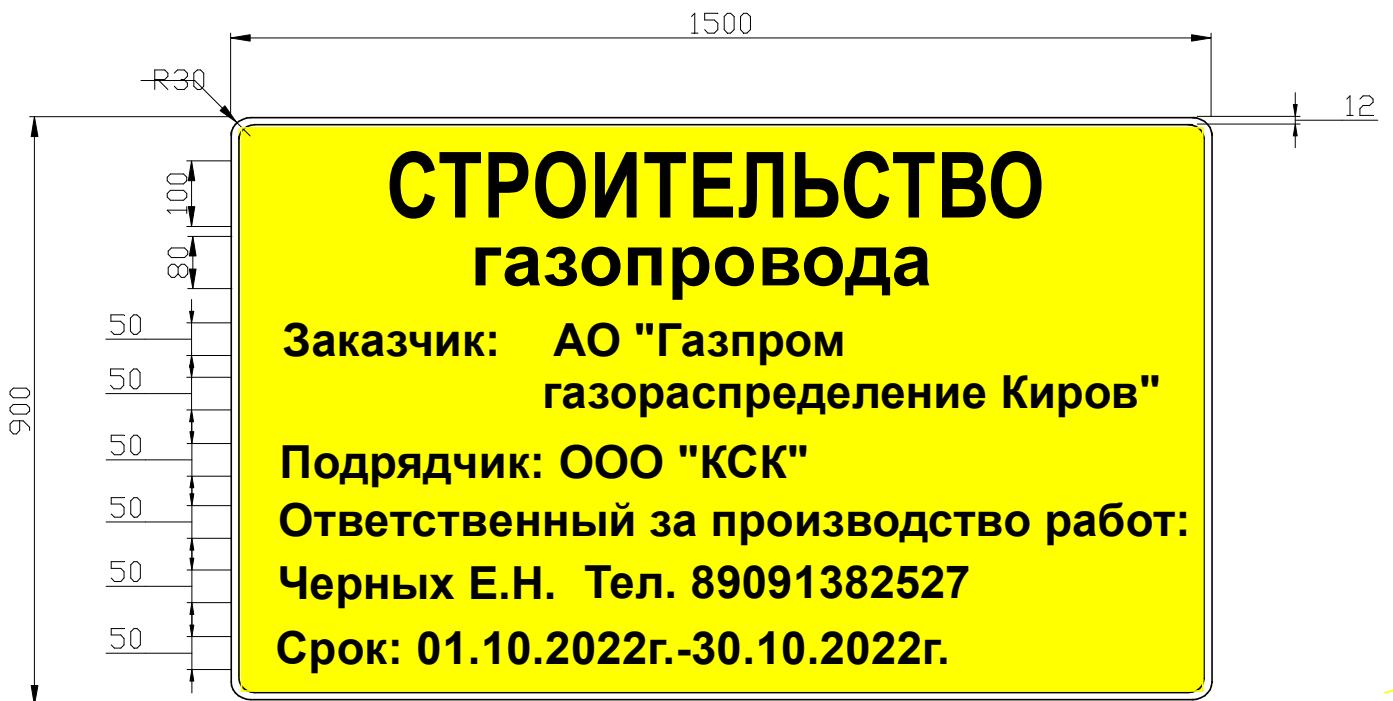 1500
R30
12
900
100
СТРОИТЕЛЬСТВО
80
газопровода
50
Заказчик: АО "Газпром
50
газораспределение Киров"
50
Подрядчик: ООО "КСК"
50
Ответственный за производство работ:
50
Черных Е.Н. Тел. 89091382527
50
Срок: 01.10.2022г.-30.10.2022г.